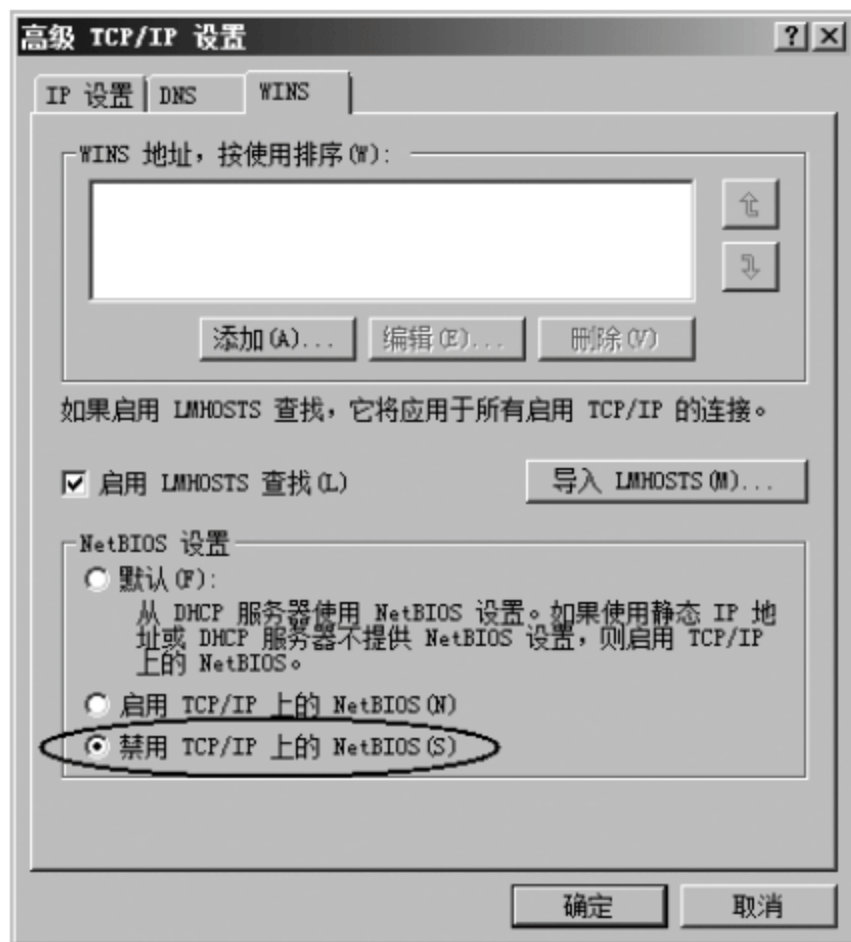 高级 TCP/IP 设置
IP 设置 DNS WINS
WINS 地址，按使用排序(W):
添加(A)... 编辑(E)... 删除(V)
如果启用 LMHOSTS 查找，它将应用于所有启用 TCP/IP 的连接。
启用 LMHOSTS 查找(L) 导入 LMHOSTS(M)...
NetBIOS 设置
默认(F):
从 DHCP 服务器使用 NetBIOS 设置。如果使用静态 IP 地
址或 DHCP 服务器不提供 NetBIOS 设置，则启用 TCP/IP
上的 NetBIOS。
启用 TCP/IP 上的 NetBIOS(N)
禁用 TCP/IP 上的 NetBIOS(S)
确定 取消